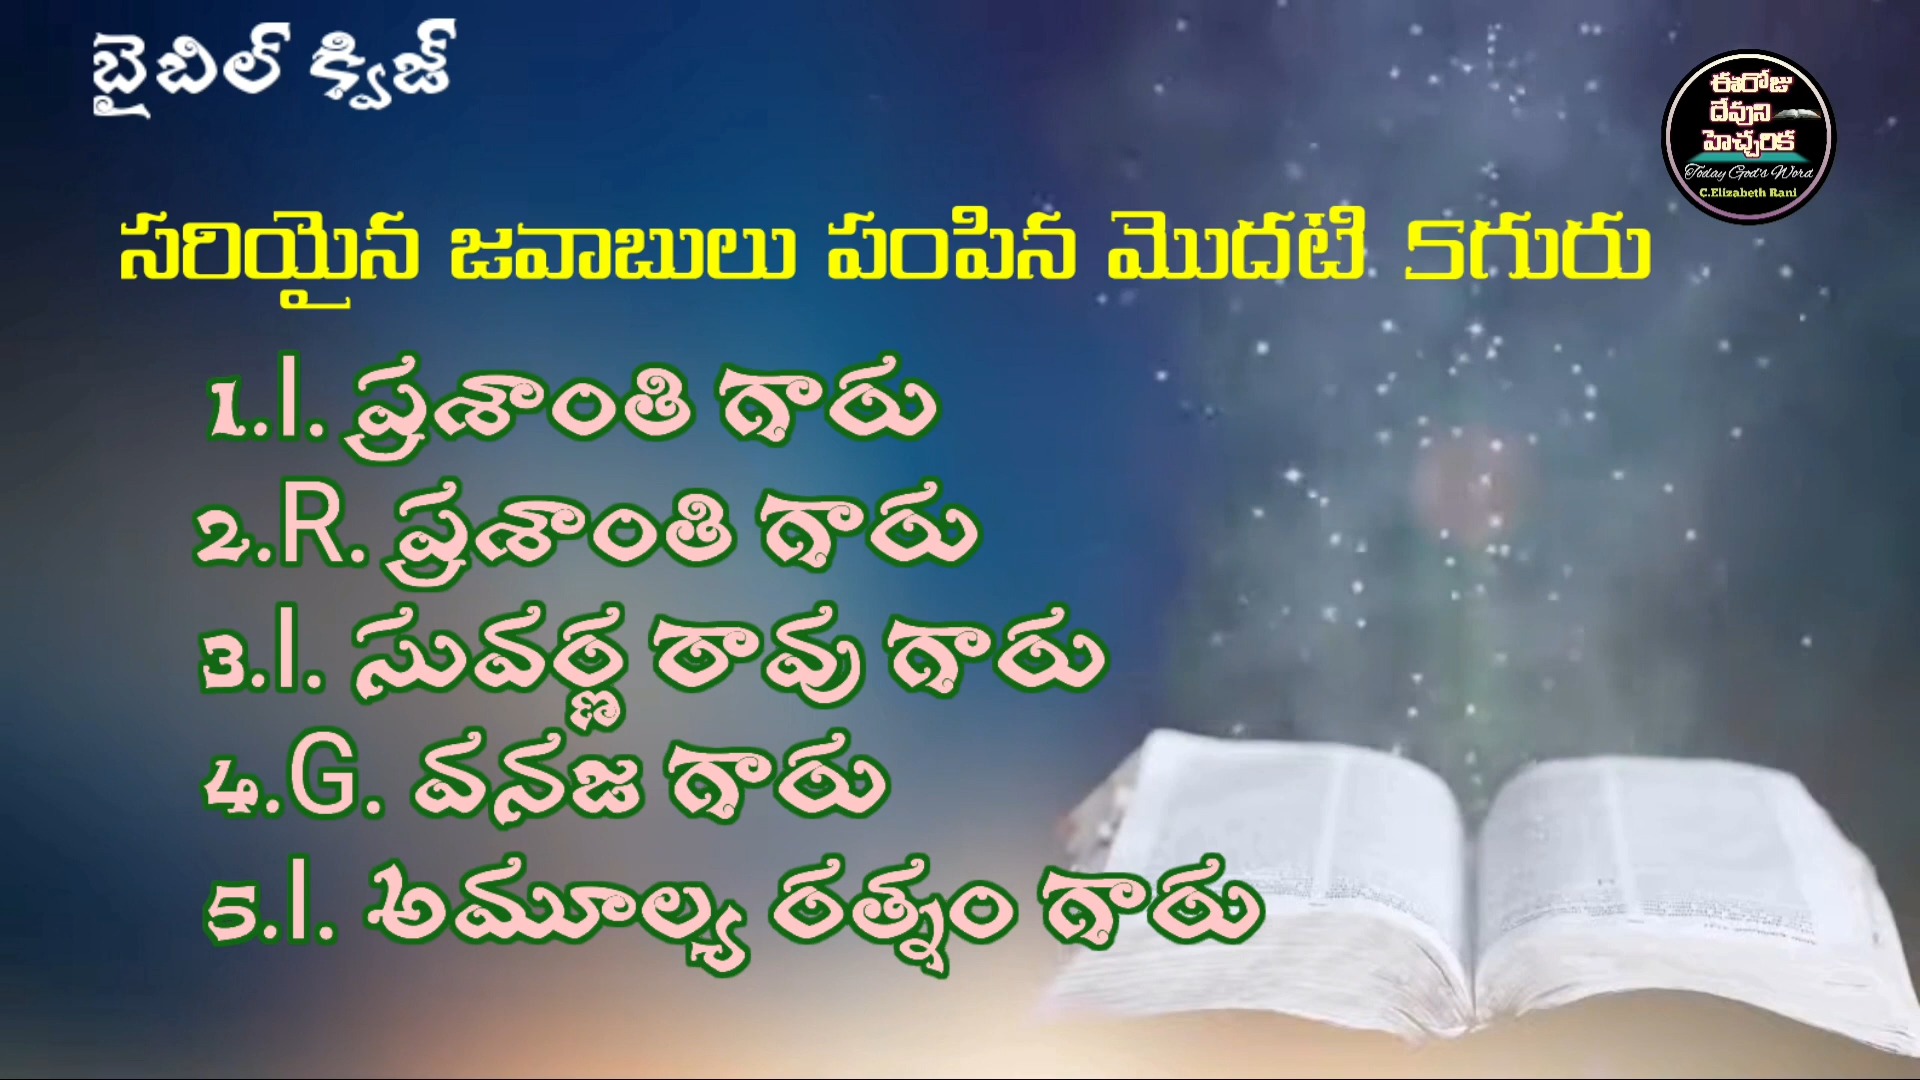 బైబిల్ క్విజ్
ఈరోజు
దేవుని
హెచ్చరిక
Today God's Word
C.Elizabeth Rani
సరియైన జవాబులు పంపిన మొదటి 5గురు
1.I. ప్రశాంతి గారు
2.R. ప్రశాంతి గారు
3.I. సువర్ణ రావు గారు
4.G. వనజ గారు
5.I. అమూల్య రత్నం గారు